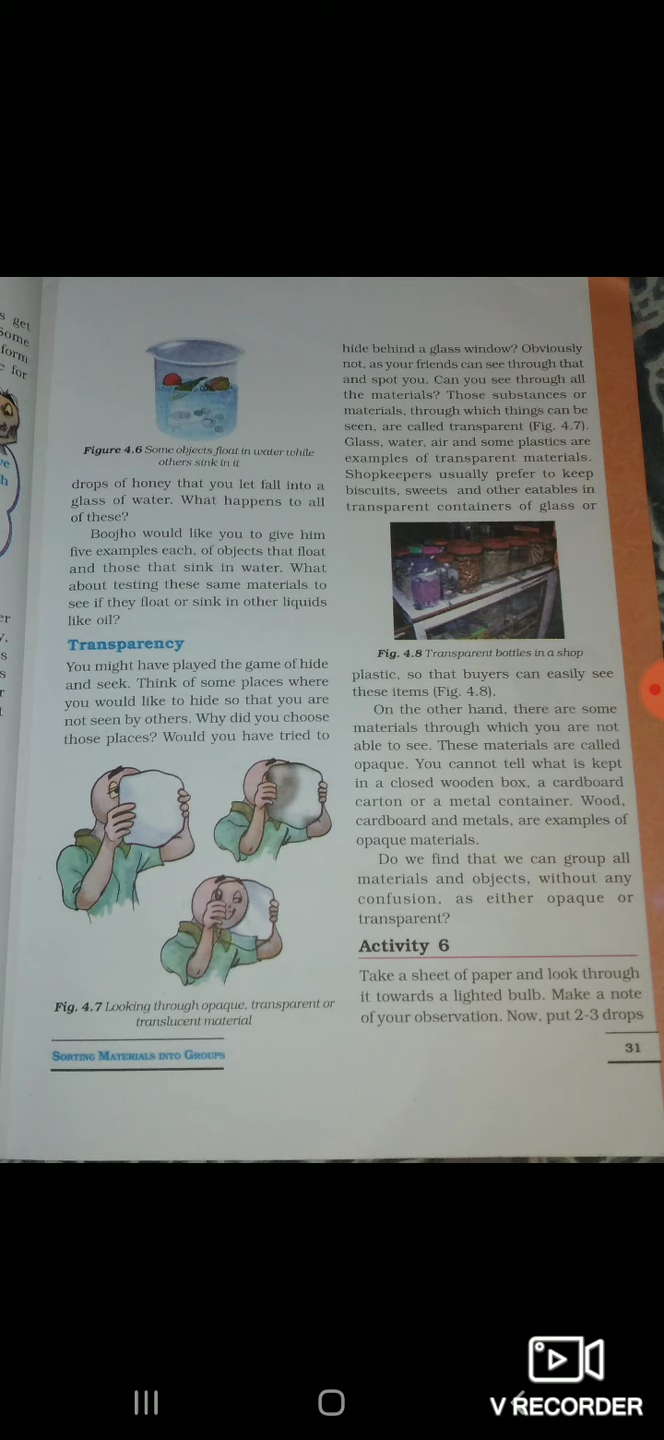 s get
Some
form
e for
ve
h
er
y,
s
s
r
t
Figure 4.6 Some objects float in water while
others sink in it
drops of honey that you let fall into a
glass of water. What happens to all
of these?
Boojho would like you to give him
five examples each, of objects that float
and those that sink in water. What
about testing these same materials to
see if they float or sink in other liquids
like oil?
Transparency
You might have played the game of hide
and seek. Think of some places where
you would like to hide so that you are
not seen by others. Why did you choose
those places? Would you have tried to
Fig. 4.7 Looking through opaque, transparent or
translucent material
SORTING MATERIALS INTO GROUPS
hide behind a glass window? Obviously
not, as your friends can see through that
and spot you. Can you see through all
the materials? Those substances or
materials, through which things can be
seen, are called transparent (Fig. 4.7).
Glass, water, air and some plastics are
examples of transparent materials.
Shopkeepers usually prefer to keep
biscuits, sweets and other eatables in
transparent containers of glass or
Fig. 4.8 Transparent bottles in a shop
plastic, so that buyers can easily see
these items (Fig. 4.8).
On the other hand, there are some
materials through which you are not
able to see. These materials are called
opaque. You cannot tell what is kept
in a closed wooden box, a cardboard
carton or a metal container. Wood,
cardboard and metals, are examples of
opaque materials.
Do we find that we can group all
materials and objects, without any
confusion, as either opaque or
transparent?
Activity 6
Take a sheet of paper and look through
it towards a lighted bulb. Make a note
of your observation. Now, put 2-3 drops
31
V RECORDER